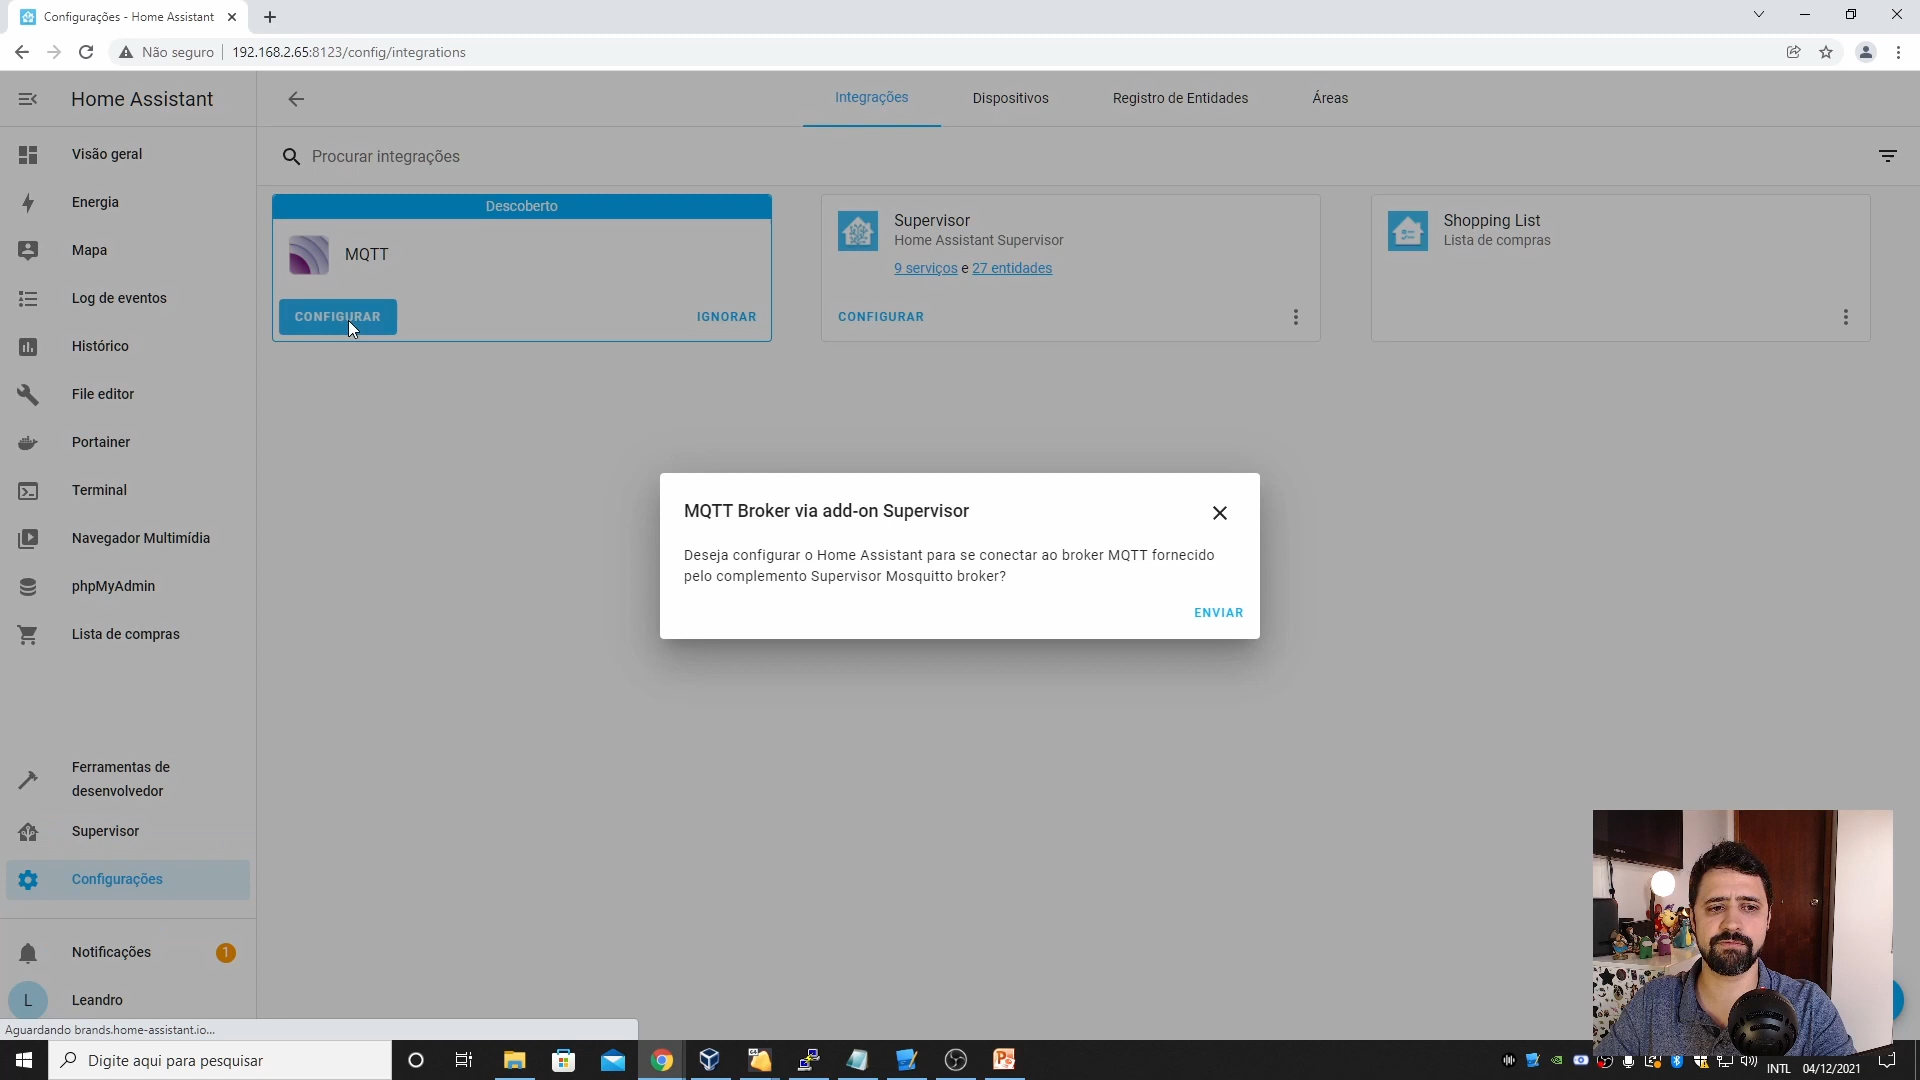 Configurações - Home Assistant
Não seguro
192.168.2.65:8123/config/integrations
Home Assistant
Integrações
Dispositivos
Registro de Entidades
Áreas
Procurar integrações
Visão geral
Energia
Mapa
Log de eventos
Histórico
File editor
Portainer
Terminal
Navegador Multimídia
phpMyAdmin
Lista de compras
Ferramentas de
desenvolvedor
Supervisor
Configurações
Notificações
1
L
Leandro
Descoberto
MQTT
CONFIGURAR
IGNORAR
Supervisor
Home Assistant Supervisor
9 serviços e 27 entidades
CONFIGURAR
Shopping List
Lista de compras
MQTT Broker via add-on Supervisor
Deseja configurar o Home Assistant para se conectar ao broker MQTT fornecido
pelo complemento Supervisor Mosquitto broker?
ENVIAR
Aguardando brands.home-assistant.io...
Digite aqui para pesquisar
INTL
04/12/2021